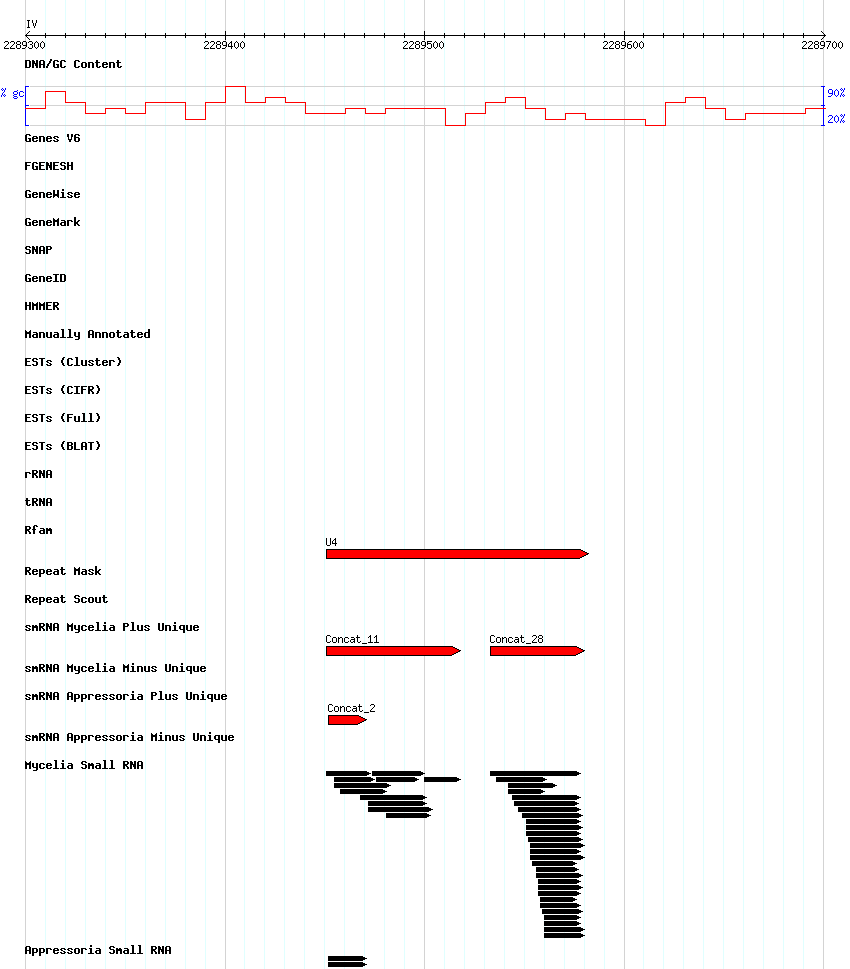 IV
2289300 2289400 2289500 2289600 2289700
DNA/GC Content
% gc 90%
20%
Genes V6
FGENESH
GeneWise
GeneMark
SNAP
GeneID
HMMER
Manually Annotated
ESTs (Cluster)
ESTs (CIFR)
ESTs (Full)
ESTs (BLAT)
rRNA
tRNA
Rfam
U4
Repeat Mask
Repeat Scout
smRNA Mycelia Plus Unique
Concat_11 Concat_28
smRNA Mycelia Minus Unique
smRNA Appressoria Plus Unique
Concat_2
smRNA Appressoria Minus Unique
Mycelia Small RNA
Appressoria Small RNA